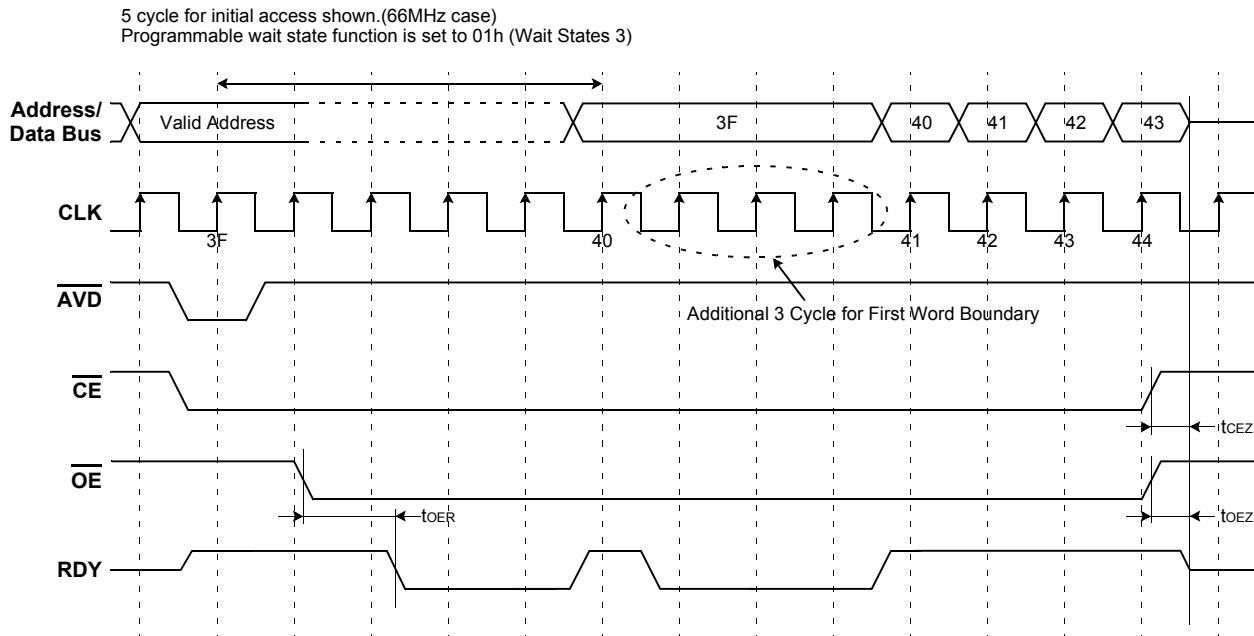 5 cycle for initial access shown.(66MHz case)
Programmable wait state function is set to 01h (Wait States 3)
Address/
Data Bus
Valid Address
3F
40
41
42
43
CLK
3F
40
41
42
43
44
AVD
Additional 3 Cycle for First Word Boundary
CE
tCEZ
OE
tOER
tOEZ
RDY